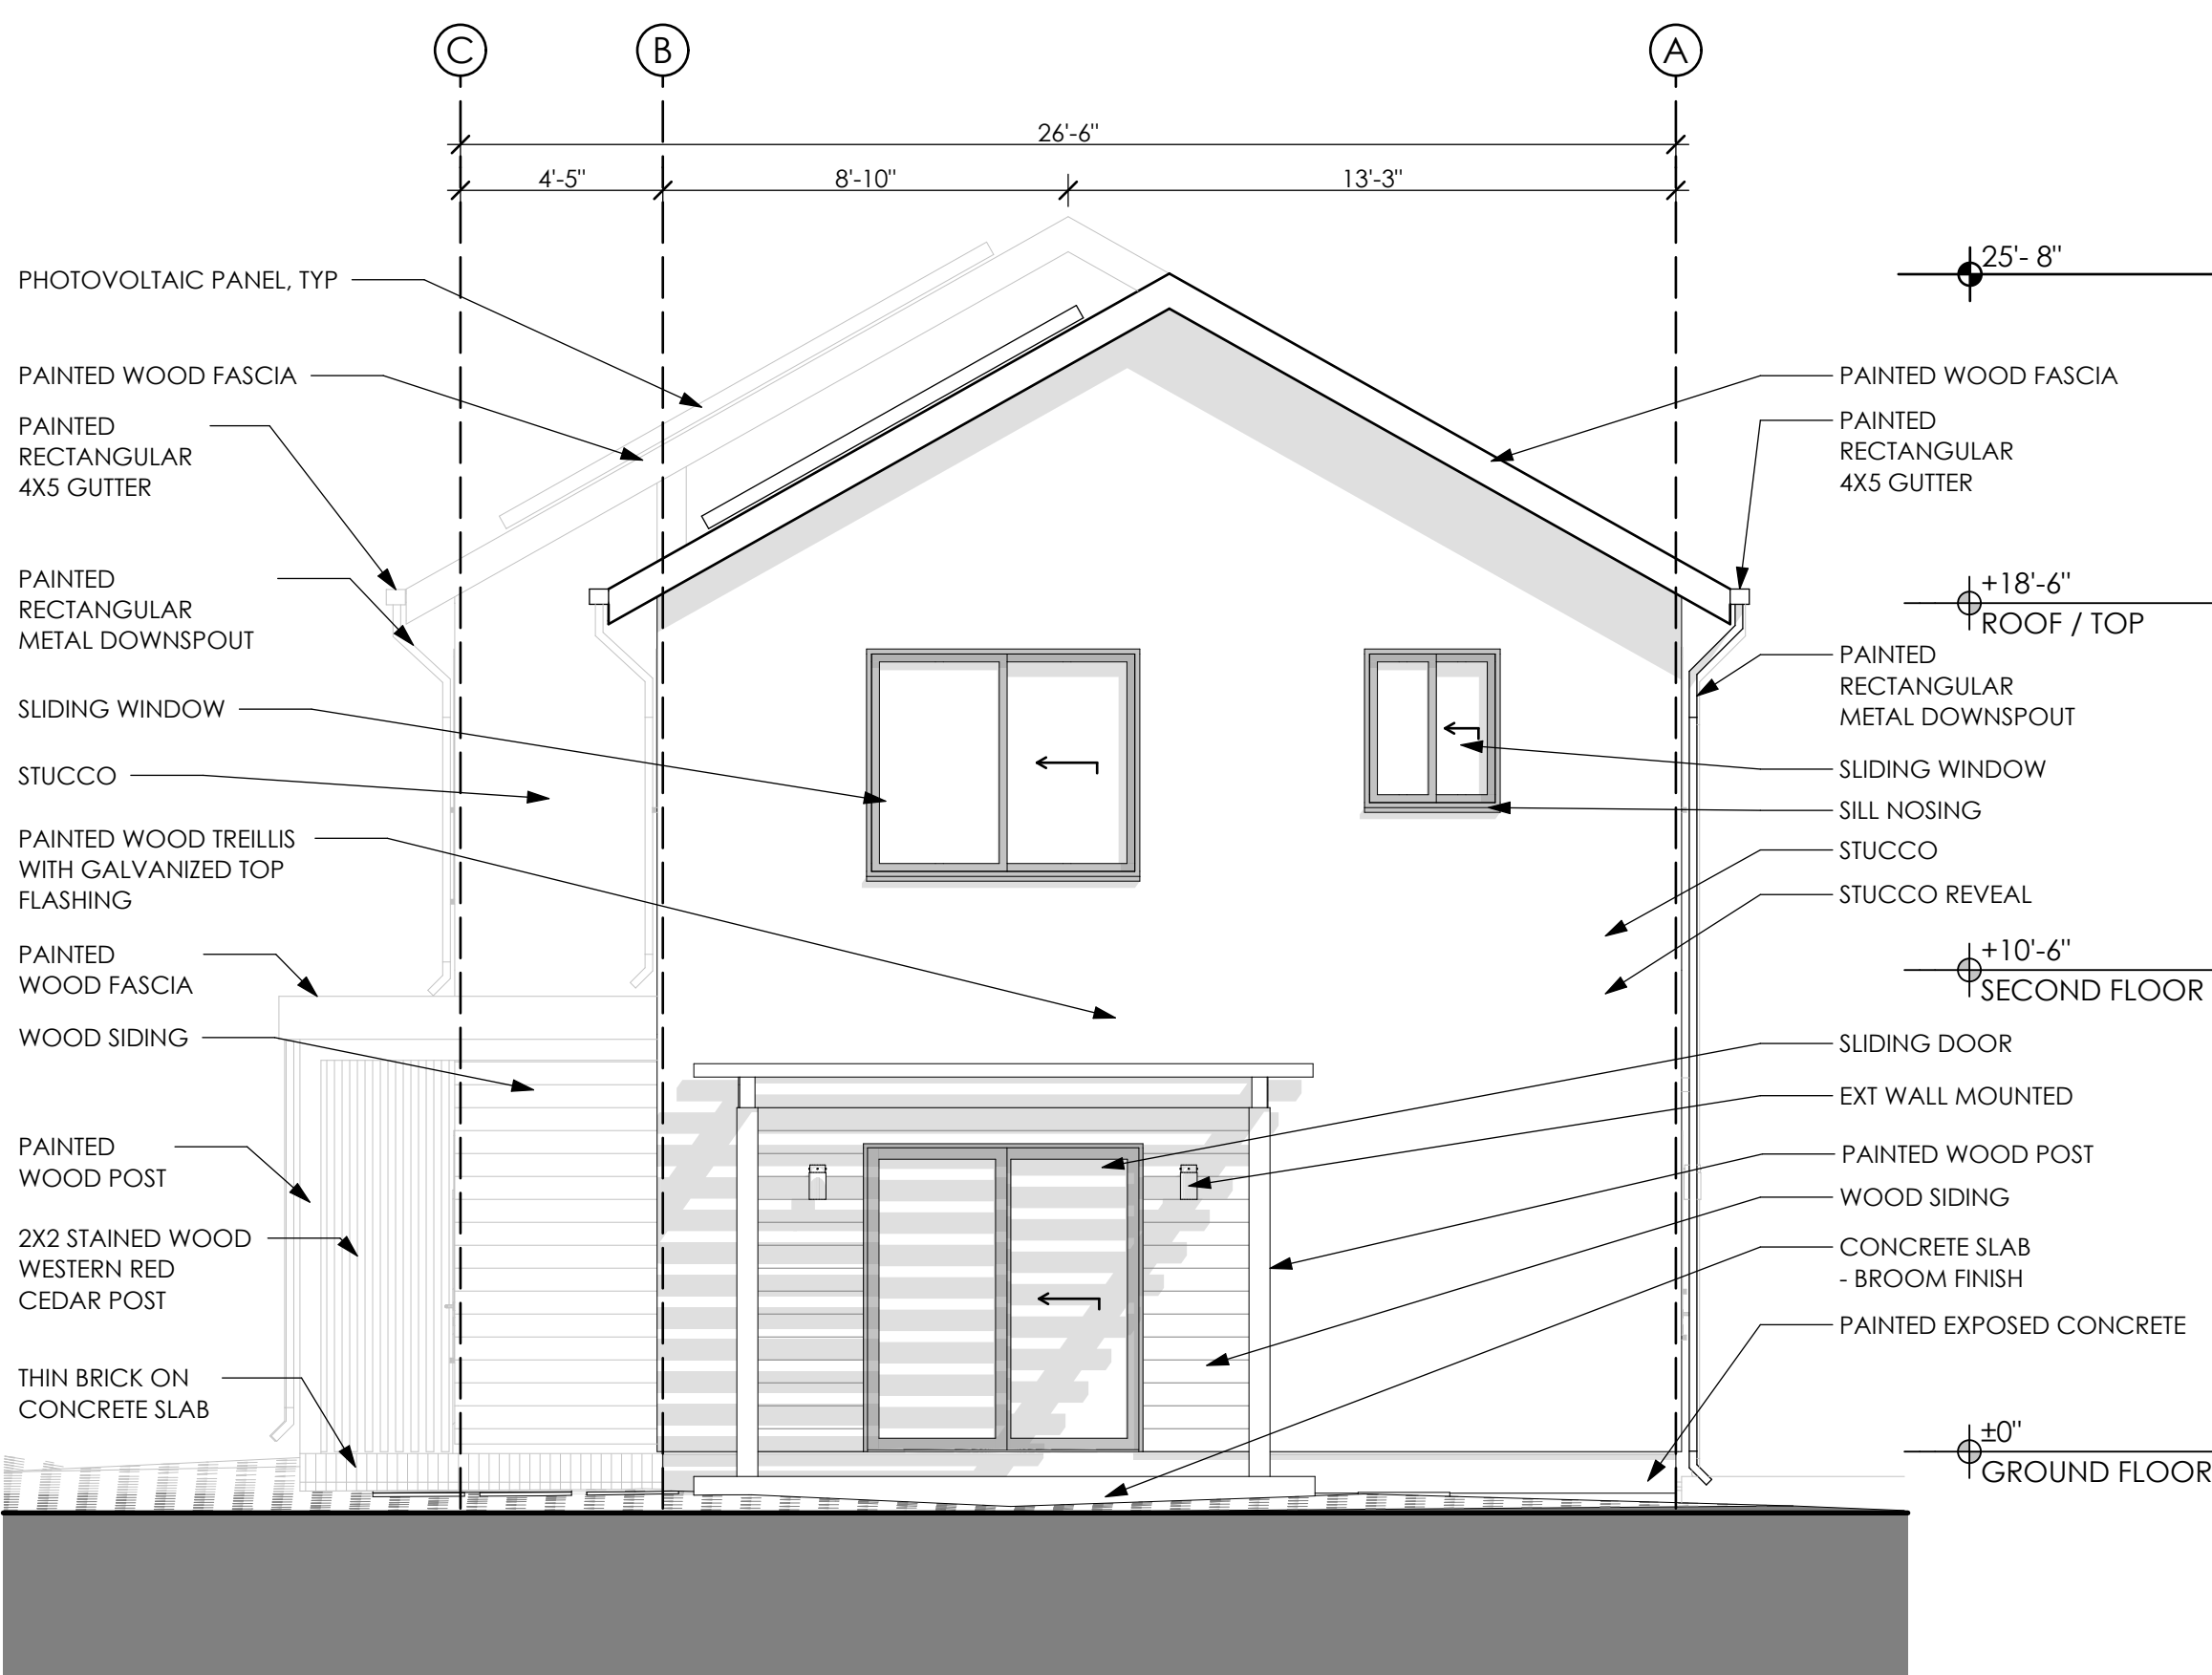 C
B
A
26'-6"
4'-5"
8'-10"
13'-3"
PHOTOVOLTAIC PANEL, TYP
PAINTED WOOD FASCIA
PAINTED
RECTANGULAR
4X5 GUTTER
PAINTED
RECTANGULAR
METAL DOWNSPOUT
SLIDING WINDOW
STUCCO
PAINTED WOOD TREILLIS
WITH GALVANIZED TOP
FLASHING
PAINTED
WOOD FASCIA
WOOD SIDING
PAINTED
WOOD POST
2X2 STAINED WOOD
WESTERN RED
CEDAR POST
THIN BRICK ON
CONCRETE SLAB
PAINTED WOOD FASCIA
PAINTED
RECTANGULAR
4X5 GUTTER
PAINTED
RECTANGULAR
METAL DOWNSPOUT
SLIDING WINDOW
SILL NOSING
STUCCO
STUCCO REVEAL
SLIDING DOOR
EXT WALL MOUNTED
PAINTED WOOD POST
WOOD SIDING
CONCRETE SLAB
- BROOM FINISH
PAINTED EXPOSED CONCRETE
25'- 8"
+18'-6"
ROOF / TOP
+10'-6"
SECOND FLOOR
±0"
GROUND FLOOR